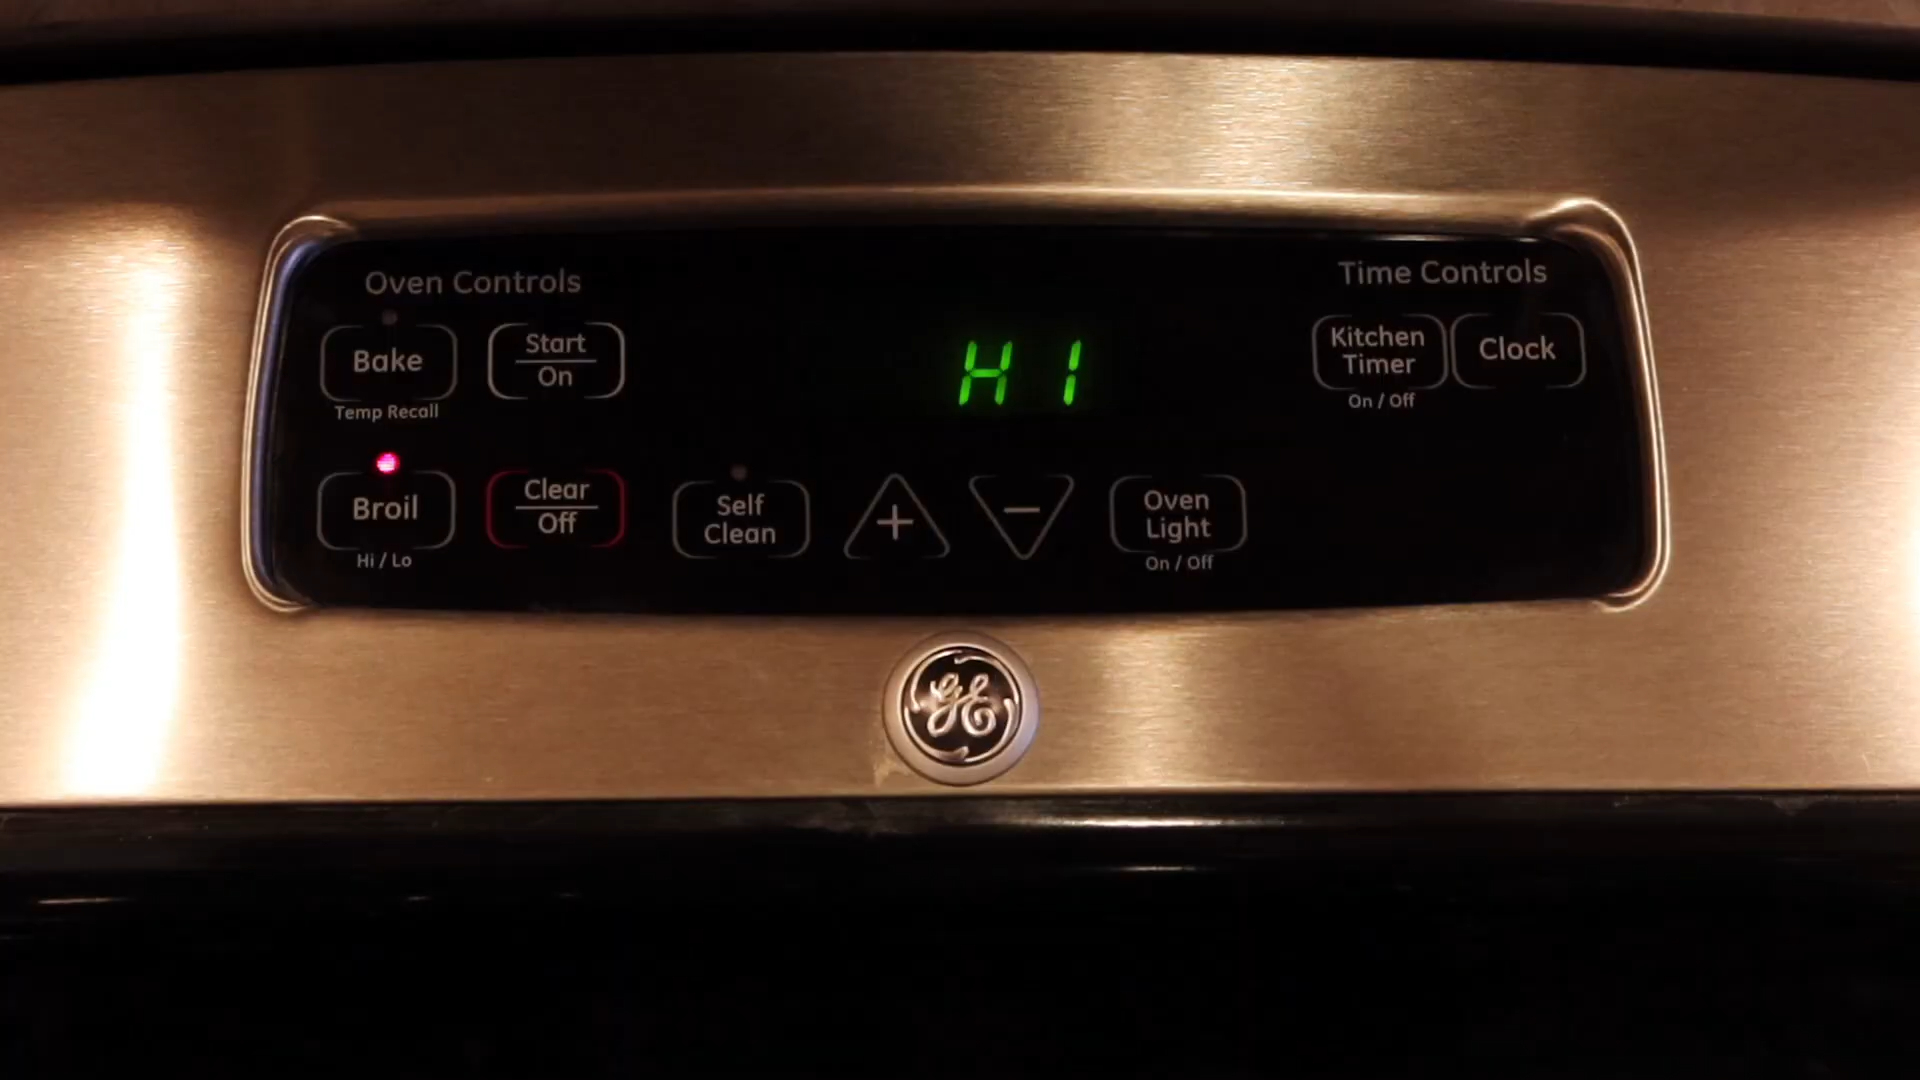 Oven Controls
Time Controls
Bake
Temp Recall
Start
On
HI
Kitchen
Timer
On / Off
Clock
Broil
Hi / Lo
Clear
Off
Self
Clean
+
−
Oven
Light
On / Off
GE